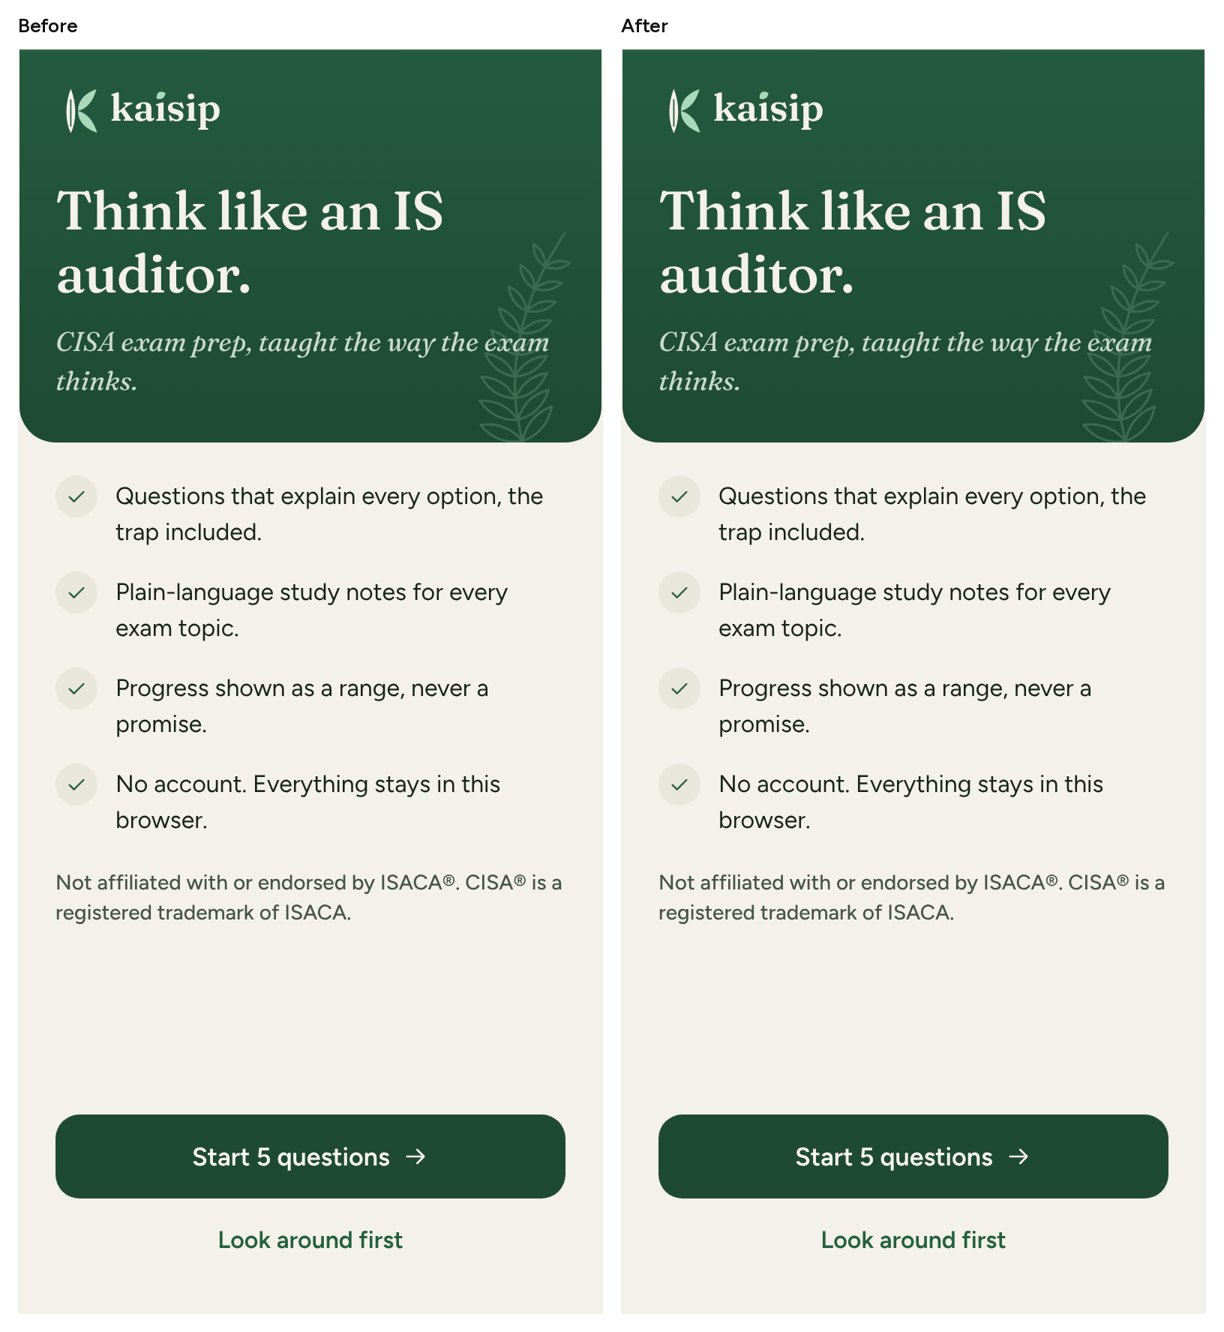 Before
kaisip
Think like an IS
auditor.
CISA exam prep, taught the way the exam
thinks.
Questions that explain every option, the
trap included.
Plain-language study notes for every
exam topic.
Progress shown as a range, never a
promise.
No account. Everything stays in this
browser.
Not affiliated with or endorsed by ISACA®. CISA® is a
registered trademark of ISACA.
Start 5 questions →
Look around first
After
kaisip
Think like an IS
auditor.
CISA exam prep, taught the way the exam
thinks.
Questions that explain every option, the
trap included.
Plain-language study notes for every
exam topic.
Progress shown as a range, never a
promise.
No account. Everything stays in this
browser.
Not affiliated with or endorsed by ISACA®. CISA® is a
registered trademark of ISACA.
Start 5 questions →
Look around first